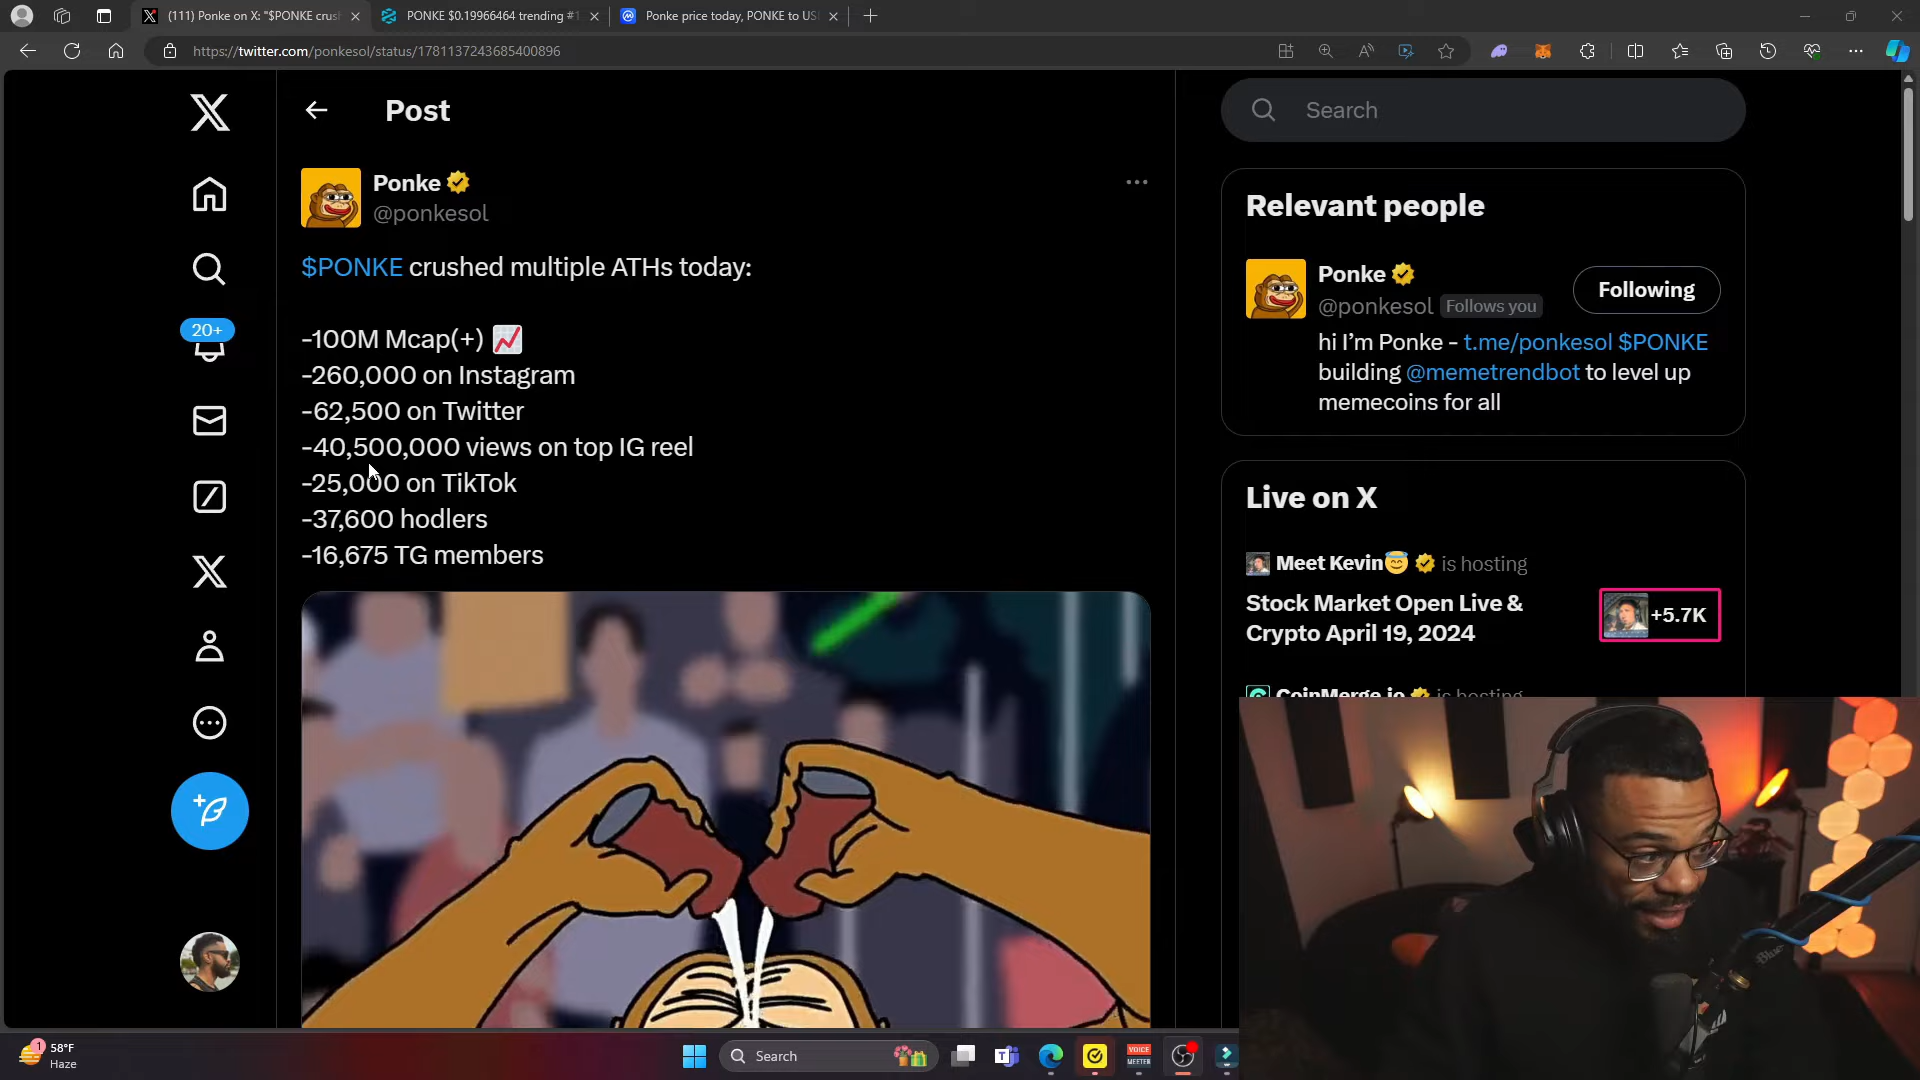 (111) Ponke on X: "$PONKE crus
PONKE $0.19966464 trending #1
Ponke price today, PONKE to US
https://twitter.com/ponkesol/status/1781137243685400896
Post
Search
Ponke
@ponkesol
$PONKE crushed multiple ATHs today:
-100M Mcap(+)
-260,000 on Instagram
-62,500 on Twitter
-40,500,000 views on top IG reel
-25,000 on TikTok
-37,600 hodlers
-16,675 TG members
20+
Relevant people
Ponke
@ponkesol Follows you
Following
hi I'm Ponke - t.me/ponkesol $PONKE
building @memetrendbot to level up
memecoins for all
Live on X
Meet Kevin is hosting
Stock Market Open Live &
Crypto April 19, 2024
+5.7K
CoinMerge.io is hosting
1
58°F
Haze
Search
VOICE
MEETER